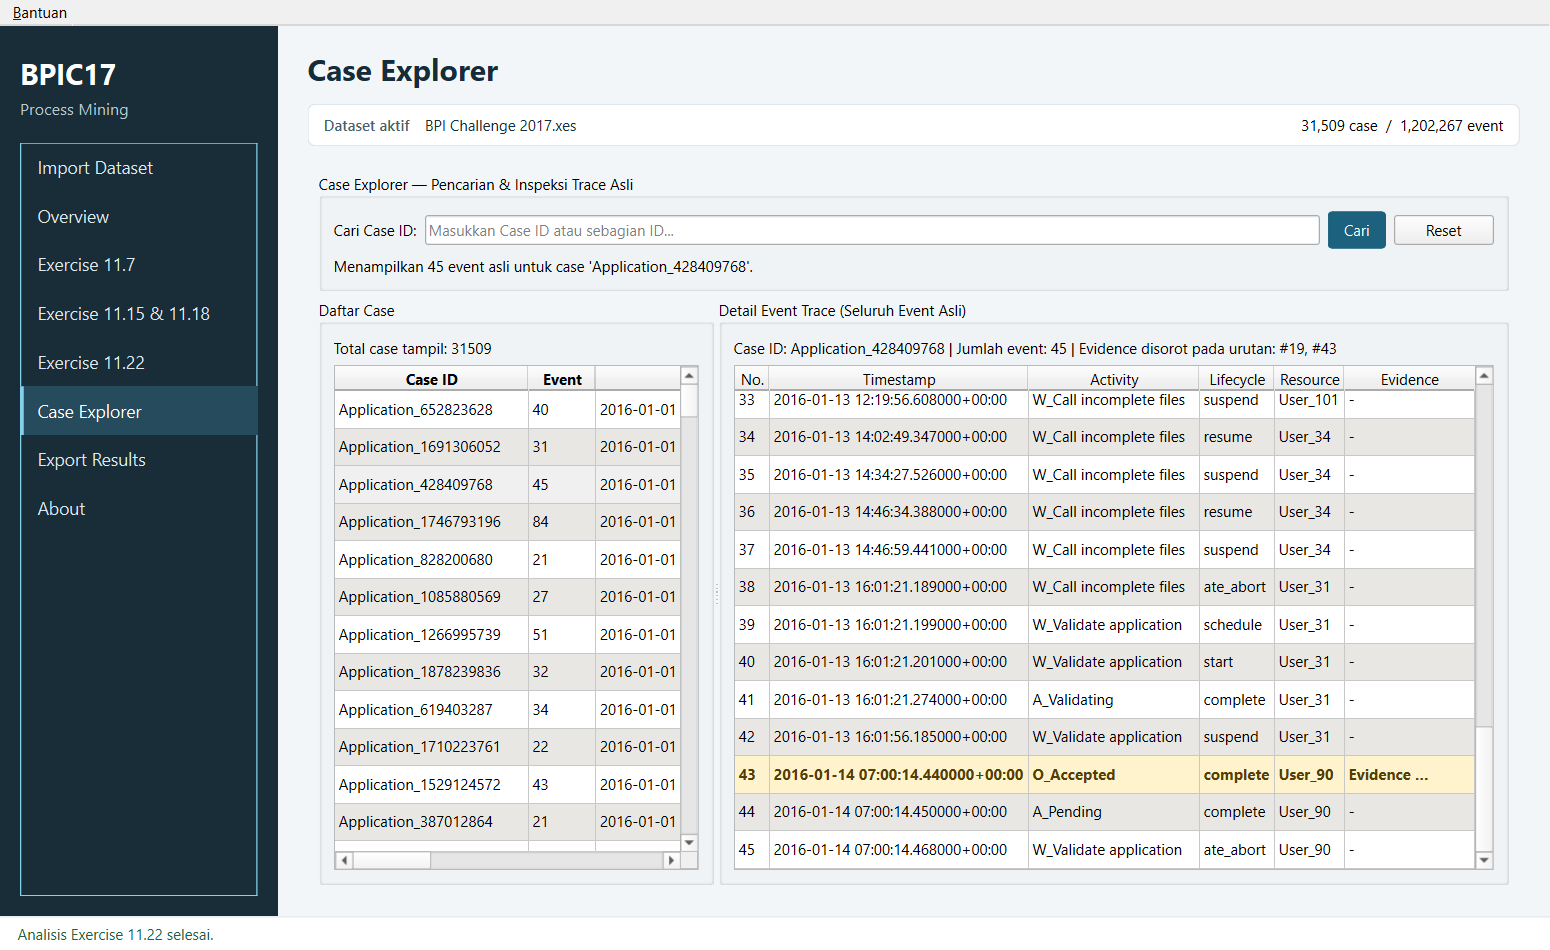 Bantuan
BPIC17
Process Mining
Import Dataset
Overview
Exercise 11.7
Exercise 11.15 & 11.18
Exercise 11.22
Case Explorer
Export Results
About
Case Explorer
Dataset aktif BPI Challenge 2017.xes 31,509 case / 1,202,267 event
Case Explorer — Pencarian & Inspeksi Trace Asli
Cari Case ID: Masukkan Case ID atau sebagian ID... Cari Reset
Menampilkan 45 event asli untuk case 'Application_428409768'.
Daftar Case
Total case tampil: 31509
Case ID Event
Application_652823628 40 2016-01-01
Application_1691306052 31 2016-01-01
Application_428409768 45 2016-01-01
Application_1746793196 84 2016-01-01
Application_828200680 21 2016-01-01
Application_1085880569 27 2016-01-01
Application_1266995739 51 2016-01-01
Application_1878239836 32 2016-01-01
Application_619403287 34 2016-01-01
Application_1710223761 22 2016-01-01
Application_1529124572 43 2016-01-01
Application_387012864 21 2016-01-01
Detail Event Trace (Seluruh Event Asli)
Case ID: Application_428409768 | Jumlah event: 45 | Evidence disorot pada urutan: #19, #43
No. Timestamp Activity Lifecycle Resource Evidence
33 2016-01-13 12:19:56.608000+00:00 W_Call incomplete files suspend User_101 -
34 2016-01-13 14:02:49.347000+00:00 W_Call incomplete files resume User_34 -
35 2016-01-13 14:34:27.526000+00:00 W_Call incomplete files suspend User_34 -
36 2016-01-13 14:46:34.388000+00:00 W_Call incomplete files resume User_34 -
37 2016-01-13 14:46:59.441000+00:00 W_Call incomplete files suspend User_34 -
38 2016-01-13 16:01:21.189000+00:00 W_Call incomplete files ate_abort User_31 -
39 2016-01-13 16:01:21.199000+00:00 W_Validate application schedule User_31 -
40 2016-01-13 16:01:21.201000+00:00 W_Validate application start User_31 -
41 2016-01-13 16:01:21.274000+00:00 A_Validating complete User_31 -
42 2016-01-13 16:01:56.185000+00:00 W_Validate application suspend User_31 -
43 2016-01-14 07:00:14.440000+00:00 O_Accepted complete User_90 Evidence ...
44 2016-01-14 07:00:14.450000+00:00 A_Pending complete User_90 -
45 2016-01-14 07:00:14.468000+00:00 W_Validate application ate_abort User_90 -
Analisis Exercise 11.22 selesai.